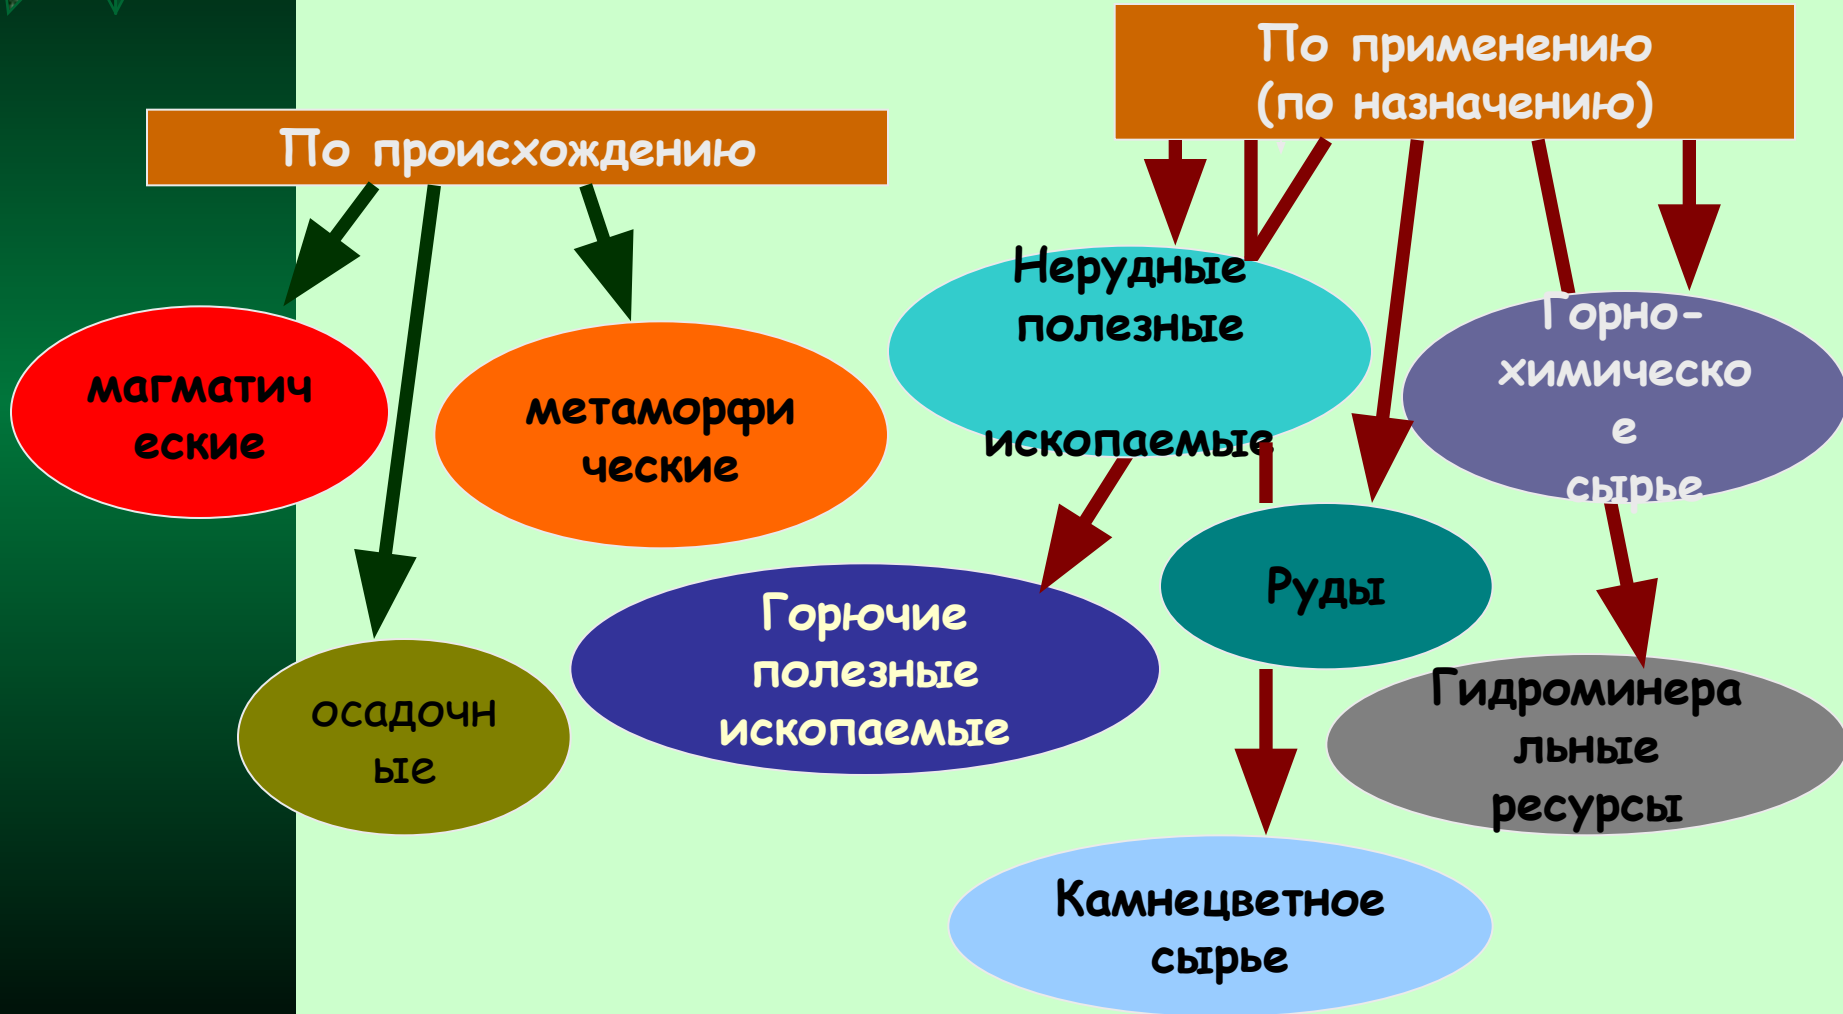 По происхождению
магматич
еские
метаморфи
ческие
осадочн
ые
По применению
(по назначению)
Нерудные
полезные
ископаемые
Горно-
химическо
е
сырье
Руды
Горючие
полезные
ископаемые
Гидроминера
льные
ресурсы
Камнецветное
сырье